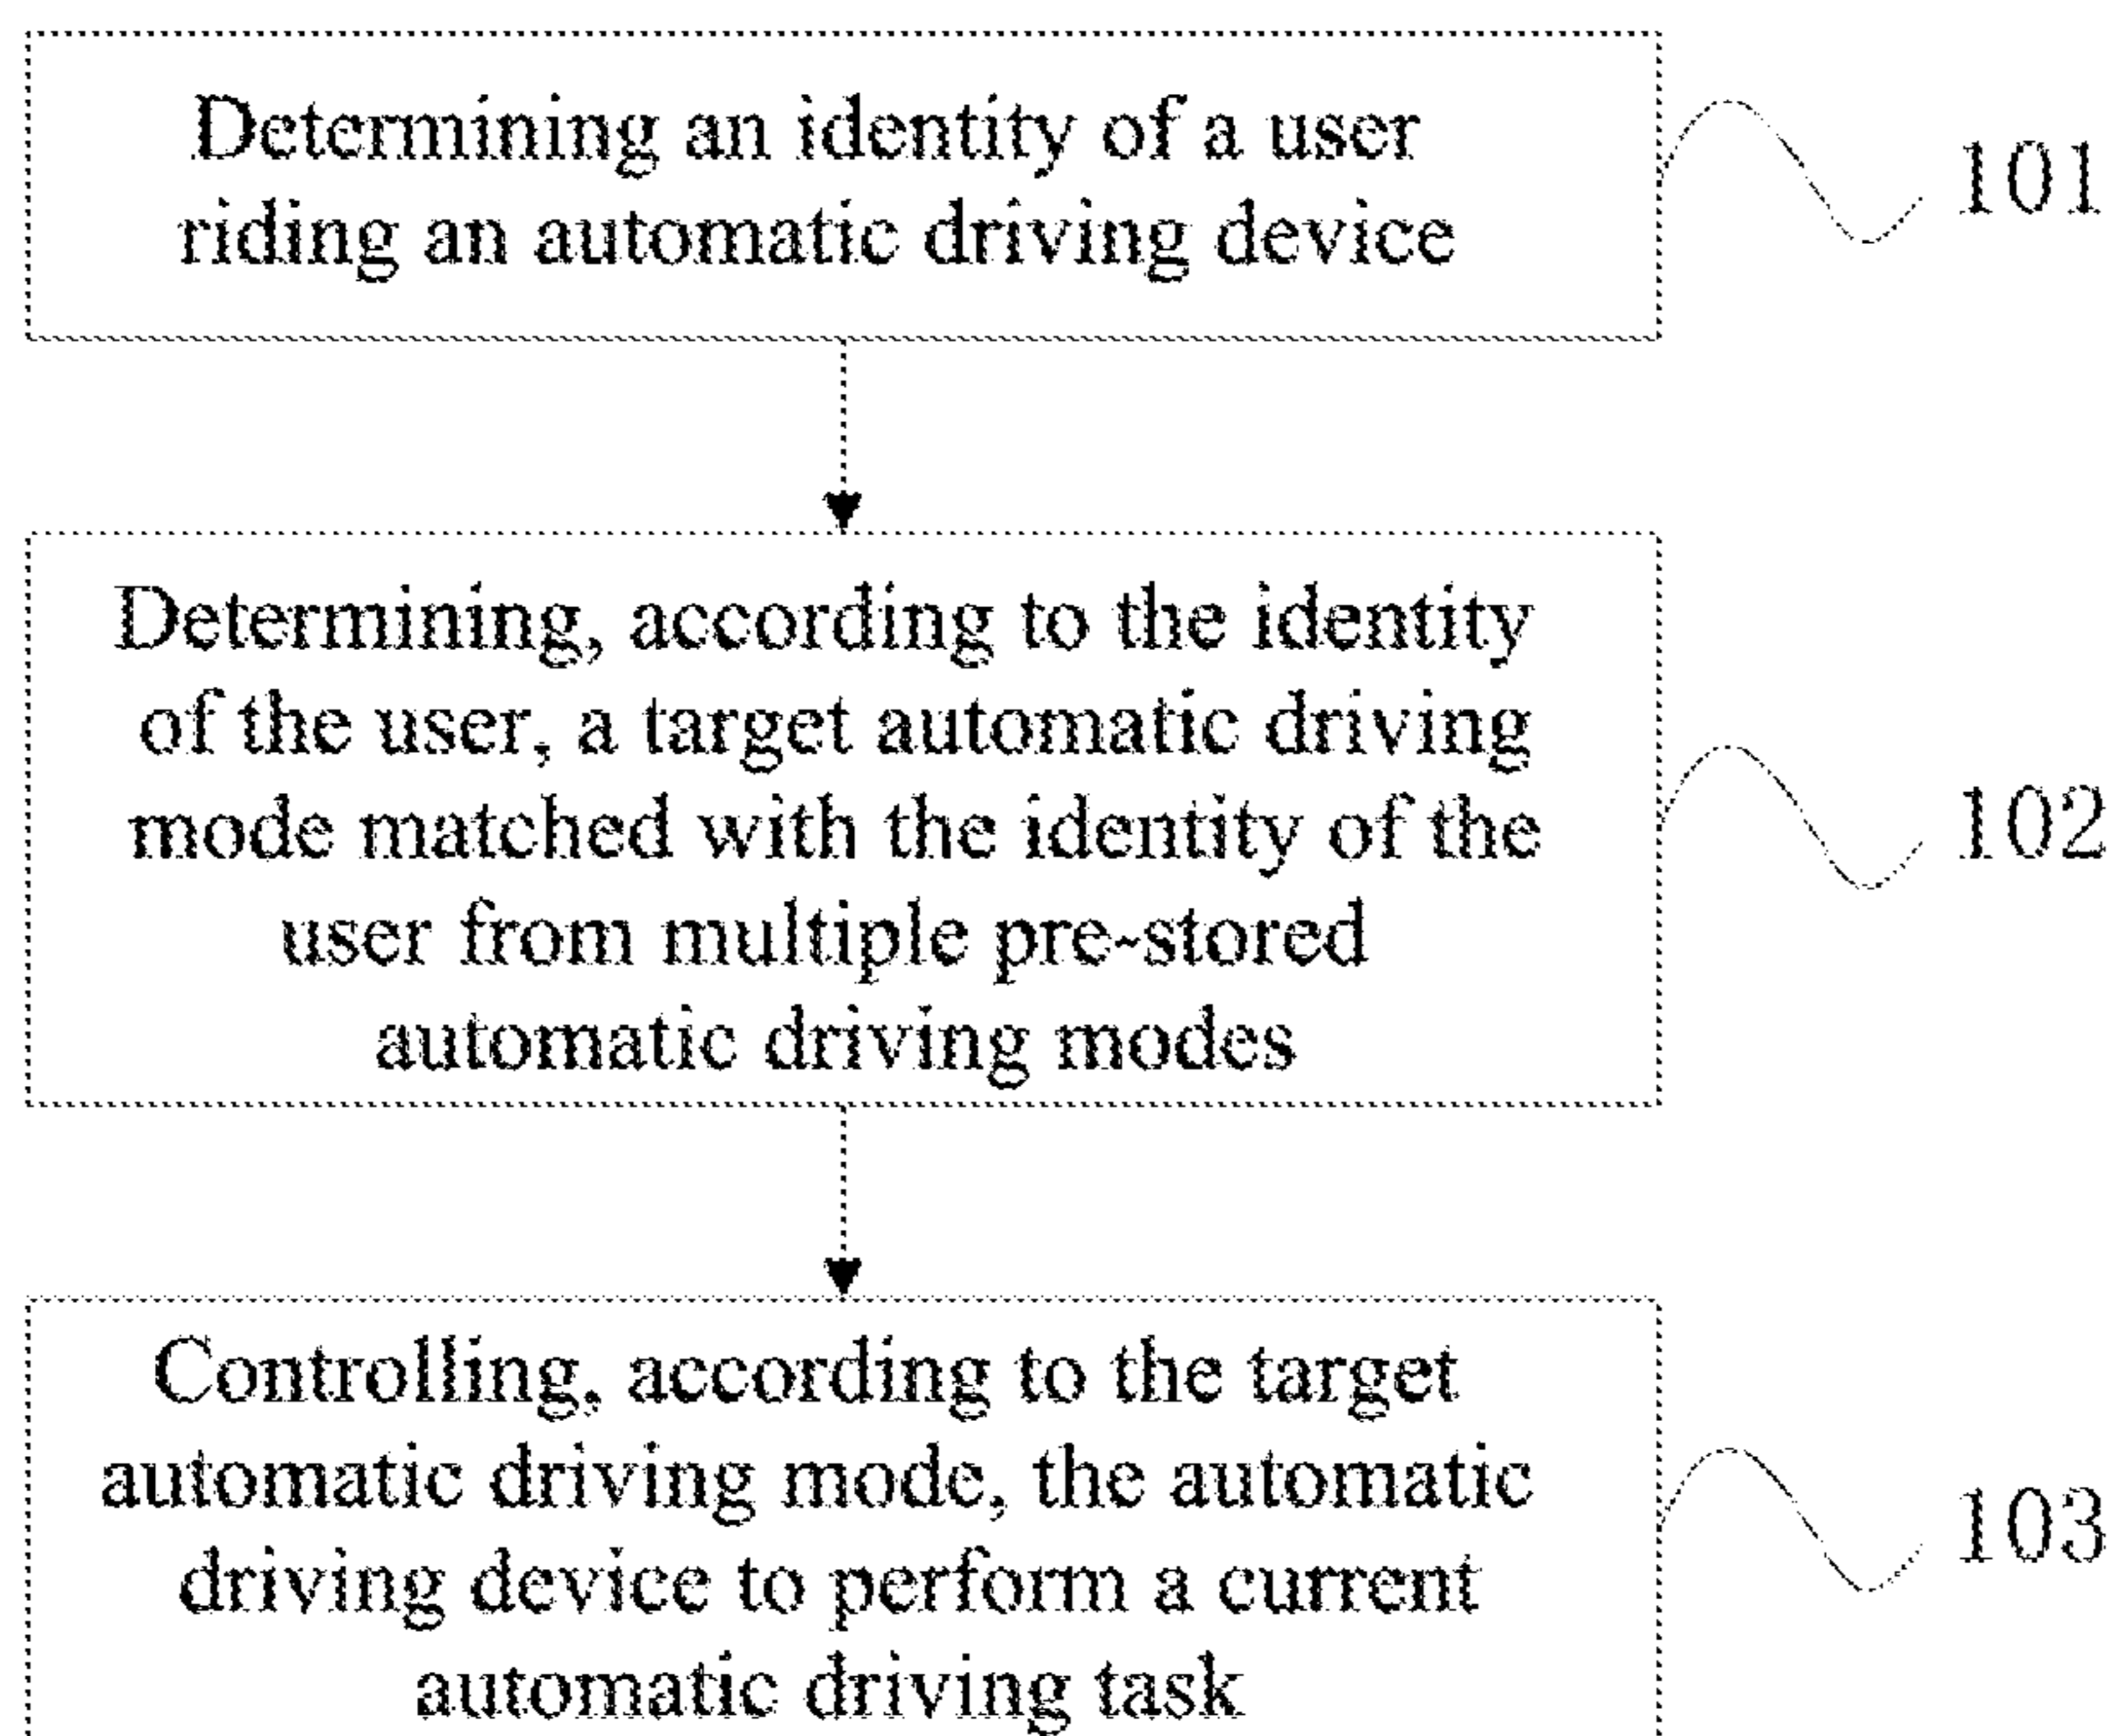 Determining an identity of a user
riding an automatic driving device
101
Determining, according to the identity
of the user, a target automatic driving
mode matched with the identity of the
user from multiple pre-stored
automatic driving modes
102
Controlling, according to the target
automatic driving mode, the automatic
driving device to perform a current
automatic driving task
103